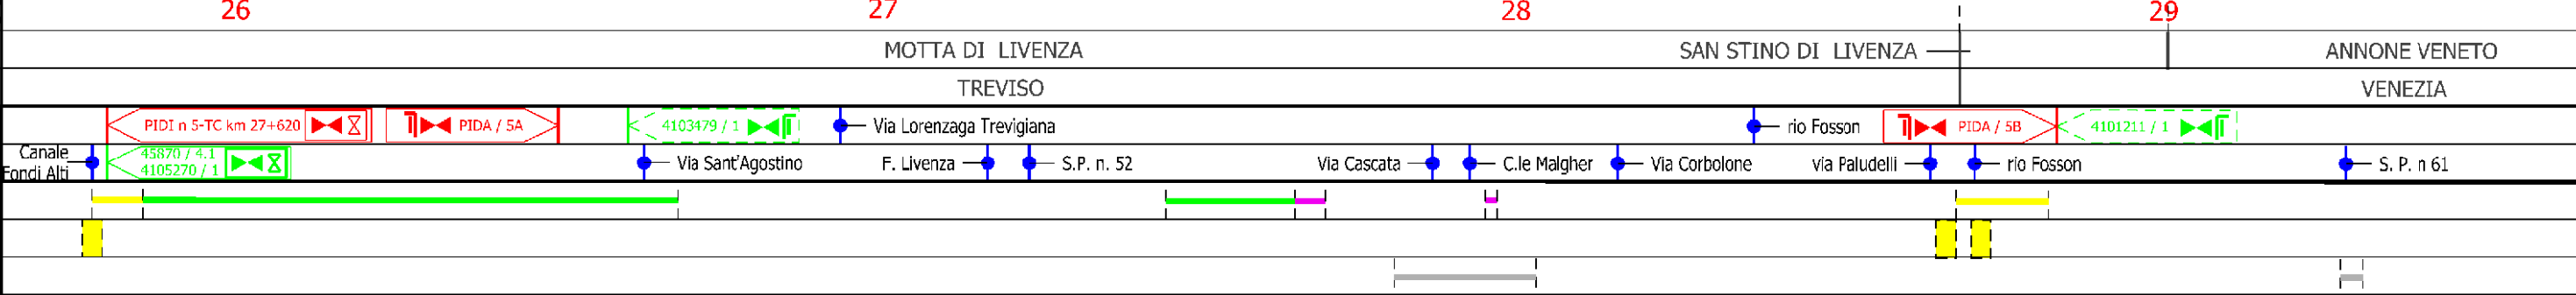 26 27 28 29
MOTTA DI LIVENZA SAN STINO DI LIVENZA ANNONE VENETO
TREVISO VENEZIA
PIDI n 5-TC km 27+620 PIDA / 5A 4103479 / 1 Via Lorenzaga Trevigiana rio Fosson PIDA / 5B 4101211 / 1
Canale
Fondi Alti
45870 / 4.1
4105270 / 1
Via Sant'Agostino F. Livenza S.P. n. 52 Via Cascata C.le Malgher Via Corbolone via Paludelli rio Fosson S. P. n 61